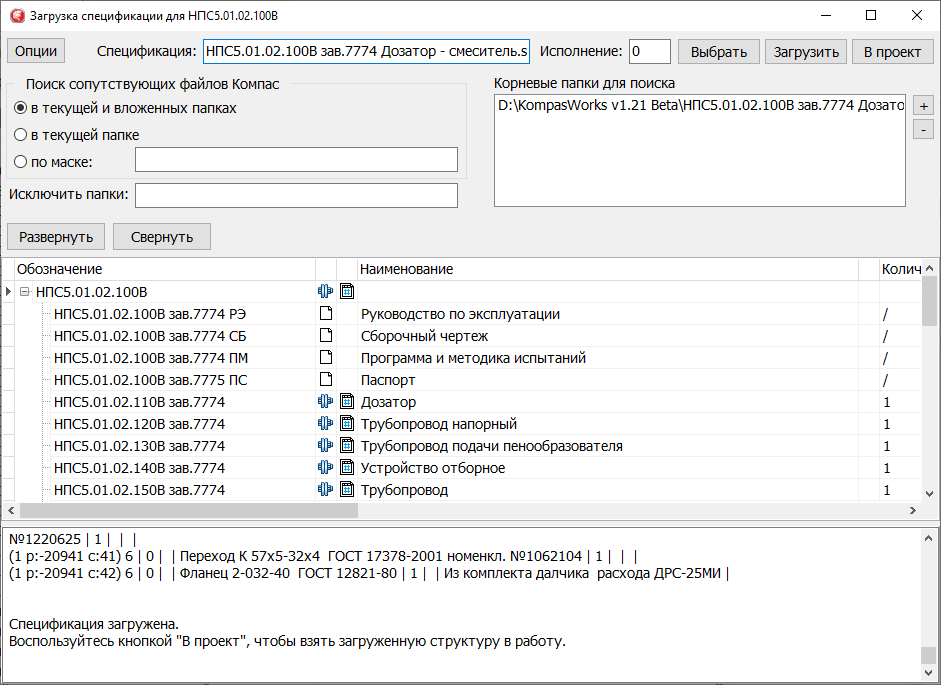 Загрузка спецификации для НПС5.01.02.100В
Опции Спецификация: НПС5.01.02.100В зав.7774 Дозатор - смеситель.s Исполнение: 0 Выбрать Загрузить В проект
Поиск сопутствующих файлов Компас
в текущей и вложенных папках
в текущей папке
по маске:
Исключить папки:
Корневые папки для поиска
D:\KompasWorks v1.21 Beta\НПС5.01.02.100В зав.7774 Дозато
+
-
Развернуть Свернуть
Обозначение Наименование Колич
НПС5.01.02.100В
НПС5.01.02.100В зав.7774 РЭ Руководство по эксплуатации /
НПС5.01.02.100В зав.7774 СБ Сборочный чертеж /
НПС5.01.02.100В зав.7774 ПМ Программа и методика испытаний /
НПС5.01.02.100В зав.7775 ПС Паспорт /
НПС5.01.02.110В зав.7774 Дозатор 1
НПС5.01.02.120В зав.7774 Трубопровод напорный 1
НПС5.01.02.130В зав.7774 Трубопровод подачи пенообразователя 1
НПС5.01.02.140В зав.7774 Устройство отборное 1
НПС5.01.02.150В зав.7774 Трубопровод 1
№1220625 | 1 | | |
(1 p:-20941 c:41) 6 | 0 | | Переход К 57х5-32х4 ГОСТ 17378-2001 номенкл. №1062104 | 1 | | |
(1 p:-20941 c:42) 6 | 0 | | Фланец 2-032-40 ГОСТ 12821-80 | 1 | | Из комплекта далчика расхода ДРС-25МИ |
Спецификация загружена.
Воспользуйтесь кнопкой "В проект", чтобы взять загруженную структуру в работу.